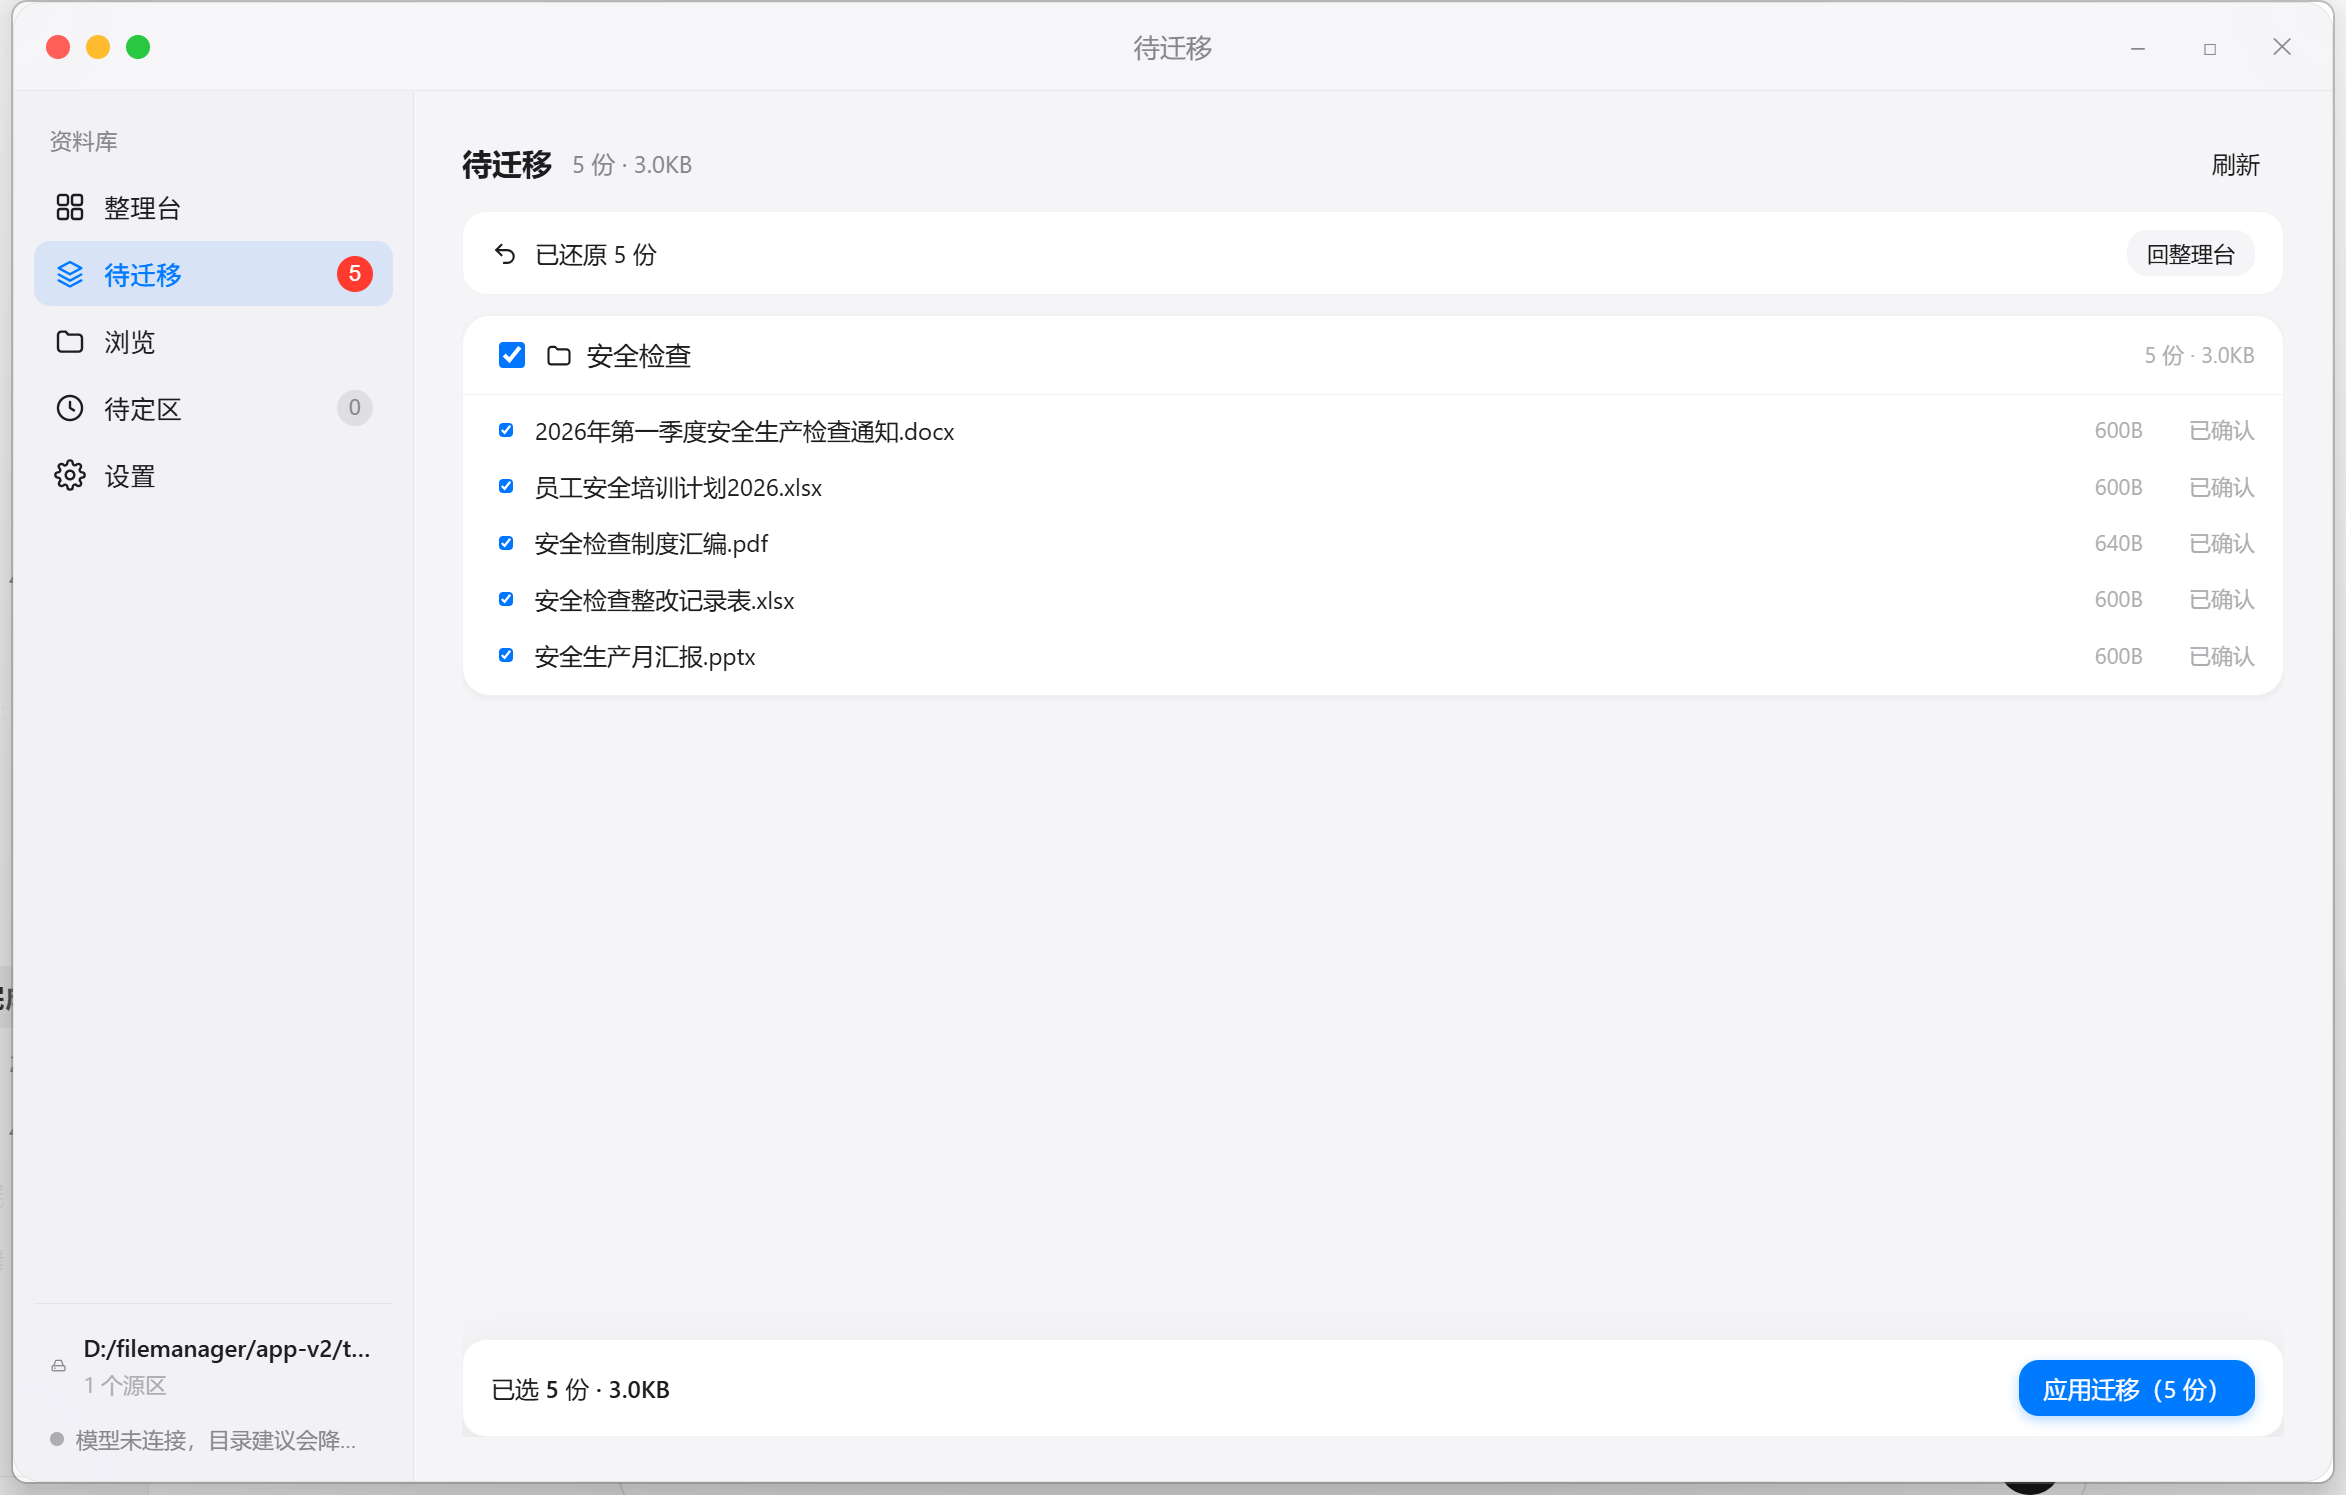 待迁移
资料库
整理台
待迁移 5
浏览
待定区 0
设置
D:/filemanager/app-v2/t...
1 个源区
模型未连接，目录建议会降...
待迁移 5 份 · 3.0KB
刷新
已还原 5 份
回整理台
安全检查 5 份 · 3.0KB
2026年第一季度安全生产检查通知.docx 600B 已确认
员工安全培训计划2026.xlsx 600B 已确认
安全检查制度汇编.pdf 640B 已确认
安全检查整改记录表.xlsx 600B 已确认
安全生产月汇报.pptx 600B 已确认
已选 5 份 · 3.0KB
应用迁移（5 份）